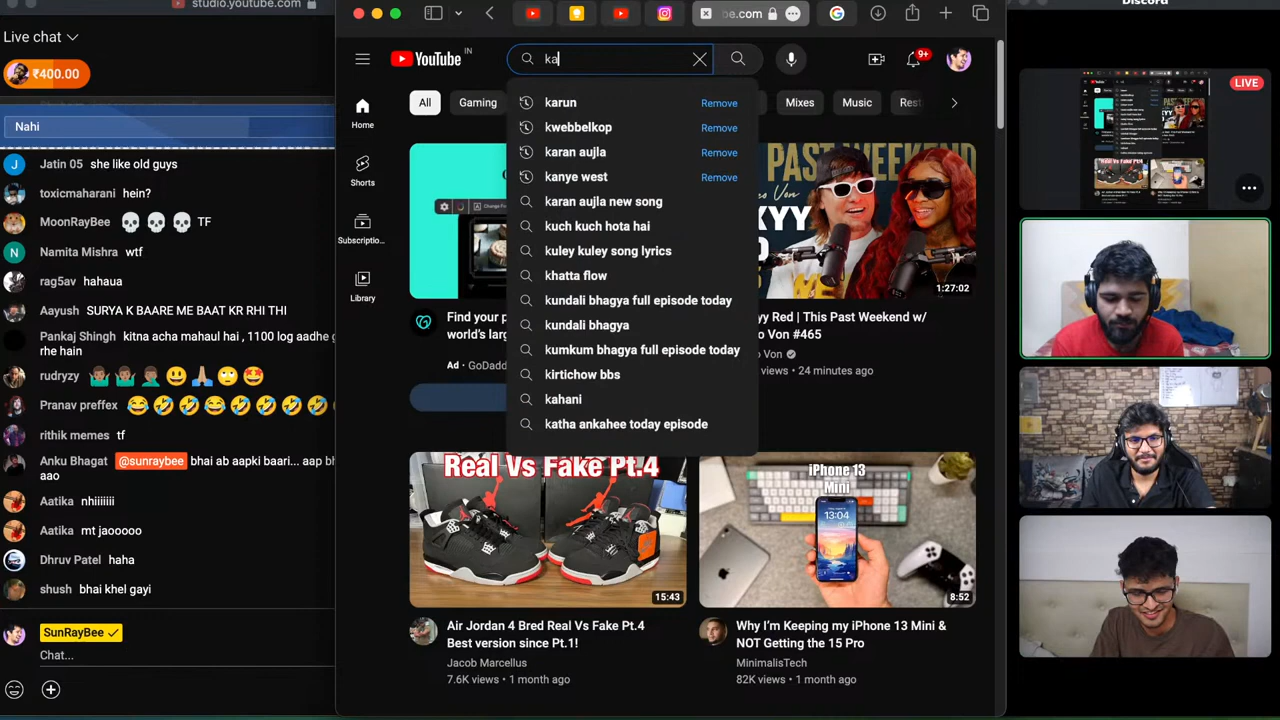 studio.youtube.com
Live chat
₹400.00
Nahi
J
Jatin 05 she like old guys
toxicmaharani hein?
MoonRayBee 💀 💀 💀 TF
N
Namita Mishra wtf
rag5av hahaua
Aayush SURYA K BAARE ME BAAT KR RHI THI
Pankaj Singh kitna acha mahaul hai , 1100 log aadhe g
rhe hain
rudryzy 🤷🏽‍♂️ 🤷🏽‍♂️ 🤦🏽‍♂️ 😃 🙏🏽 🙄 🤩
Pranav preffex 😂 🤣 😂 🤣 😂 🤣 🤣 🤣
rithik memes tf
Anku Bhagat @sunraybee bhai ab aapki baari... aap bh
aao
Aatika nhiiiiiii
Aatika mt jaoooo
Dhruv Patel haha
shush bhai khel gayi
SunRayBee
Chat...
be.com
YouTube IN
ka
9+
karun Remove
kwebbelkop Remove
karan aujla Remove
kanye west Remove
karan aujla new song
kuch kuch hota hai
kuley kuley song lyrics
khatta flow
kundali bhagya full episode today
kundali bhagya
kumkum bhagya full episode today
kirtichow bbs
kahani
katha ankahee today episode
Home
Shorts
Subscriptio...
Library
All
Gaming
Mixes
Music
Rest
Change Fo
PAST WEEKEND
Von
1:27:02
Find your p
world's larg
Ad · GoDadd
yy Red | This Past Weekend w/
o Von #465
o Von
views • 24 minutes ago
Real Vs Fake Pt.4
15:43
iPhone 13
Mini
13:04
8:52
Air Jordan 4 Bred Real Vs Fake Pt.4
Best version since Pt.1!
Jacob Marcellus
7.6K views • 1 month ago
Why I'm Keeping my iPhone 13 Mini &
NOT Getting the 15 Pro
MinimalisTech
82K views • 1 month ago
Discord
LIVE